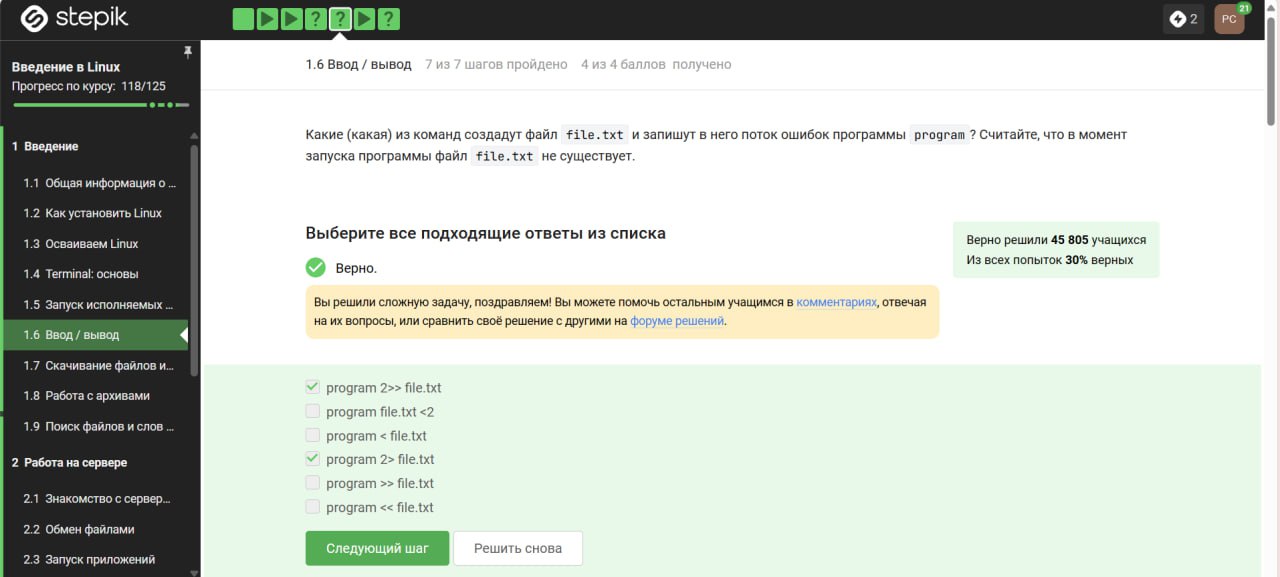 stepik
2
РС
21
Введение в Linux
Прогресс по курсу: 118/125
1 Введение
1.1 Общая информация о ...
1.2 Как установить Linux
1.3 Осваиваем Linux
1.4 Terminal: основы
1.5 Запуск исполняемых ...
1.6 Ввод / вывод
1.7 Скачивание файлов и...
1.8 Работа с архивами
1.9 Поиск файлов и слов ...
2 Работа на сервере
2.1 Знакомство с сервер...
2.2 Обмен файлами
2.3 Запуск приложений
1.6 Ввод / вывод 7 из 7 шагов пройдено 4 из 4 баллов получено
Какие (какая) из команд создадут файл file.txt и запишут в него поток ошибок программы program? Считайте, что в момент
запуска программы файл file.txt не существует.
Выберите все подходящие ответы из списка
Верно.
Вы решили сложную задачу, поздравляем! Вы можете помочь остальным учащимся в комментариях, отвечая
на их вопросы, или сравнить своё решение с другими на форуме решений.
Верно решили 45 805 учащихся
Из всех попыток 30% верных
program 2>> file.txt
program file.txt <2
program < file.txt
program 2> file.txt
program >> file.txt
program << file.txt
Следующий шаг
Решить снова